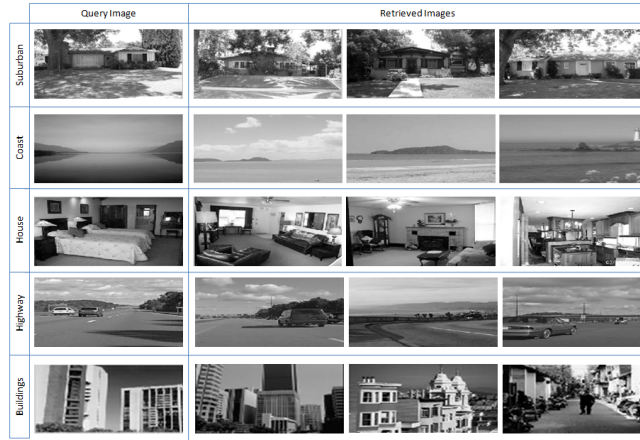 Query Image
Retrieved Images
Suburban
Coast
House
Highway
Buildings